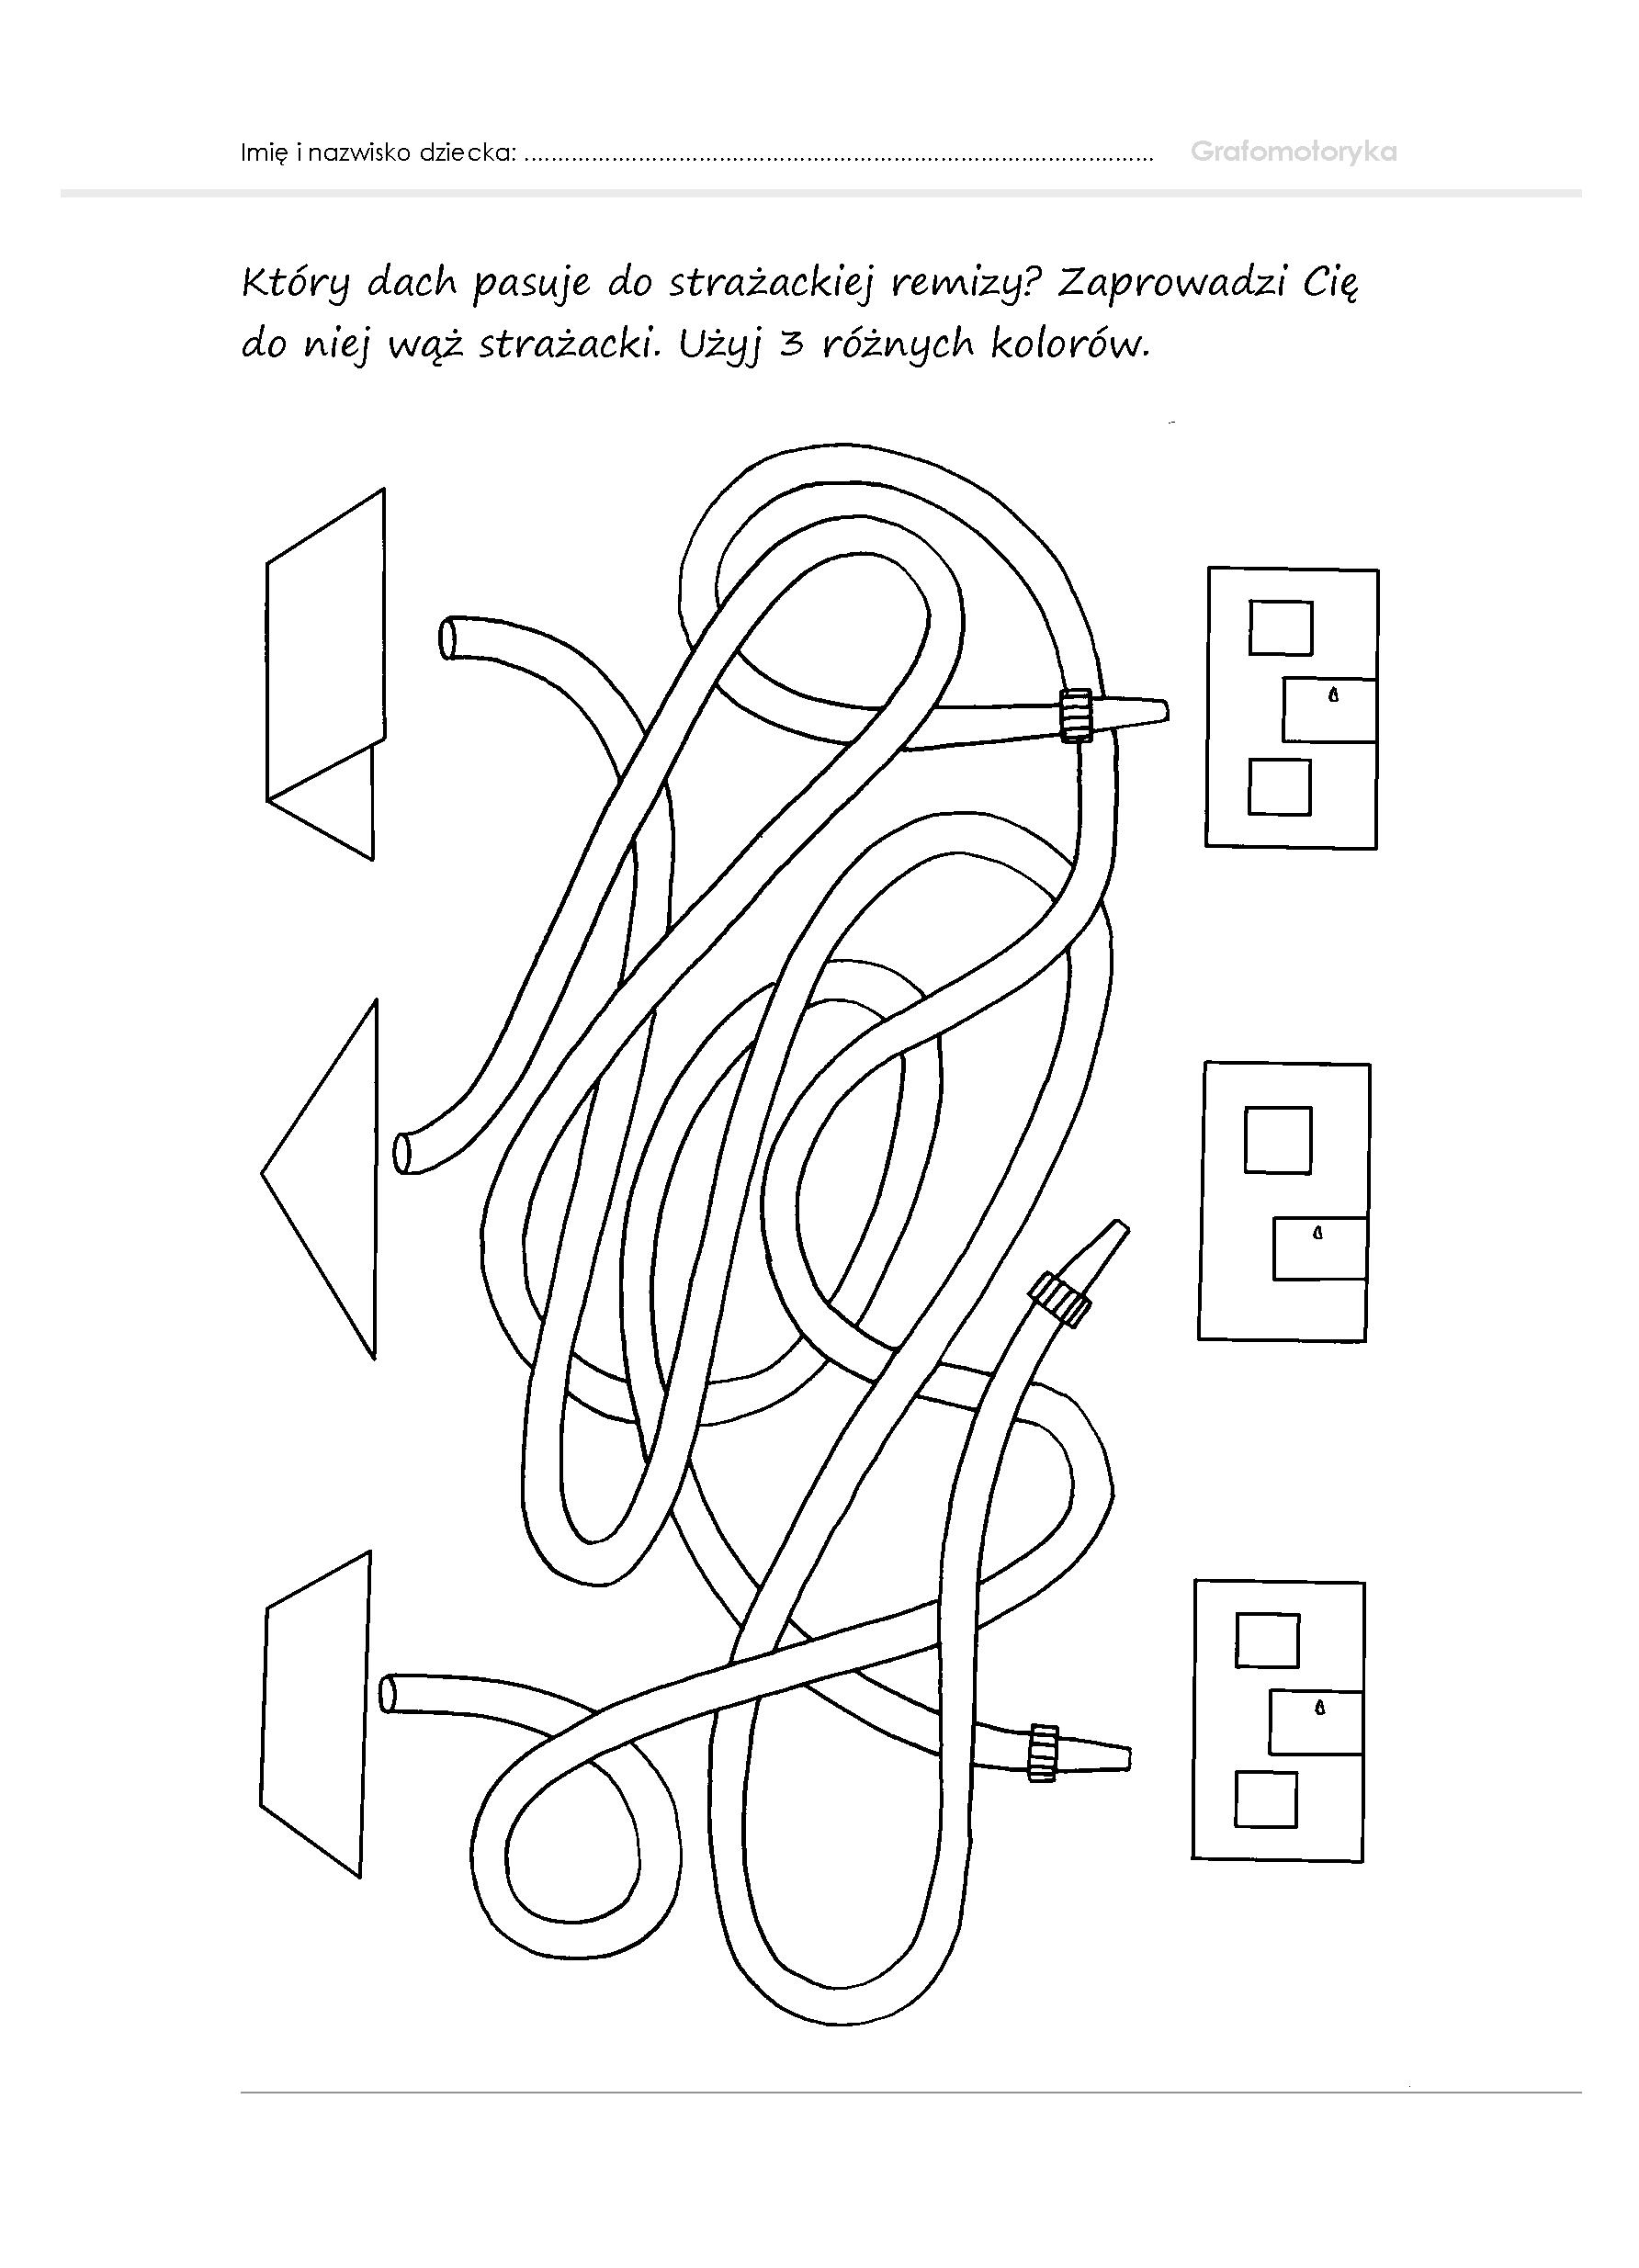 Imię i nazwisko dziecka: ............................................................................................... Grafomotoryka
Który dach pasuje do strażackiej remizy? Zaprowadzi Cię
do niej wąż strażacki. Użyj 3 różnych kolorów.